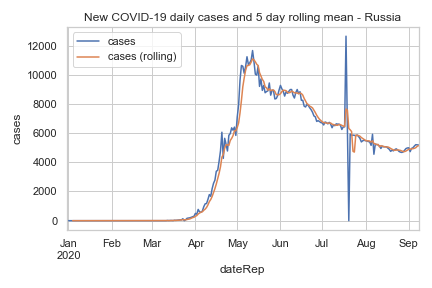 New COVID-19 daily cases and 5 day rolling mean - Russia
cases
cases (rolling)
12000
10000
8000
6000
4000
2000
0
cases
Jan Feb Mar Apr May Jun Jul Aug Sep
2020
dateRep